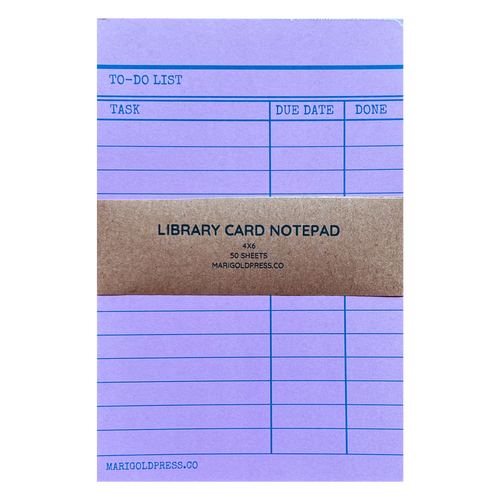 TO-DO LIST
TASK DUE DATE DONE
LIBRARY CARD NOTEPAD
4X6
50 SHEETS
MARIGOLDPRESS.CO
MARIGOLDPRESS.CO